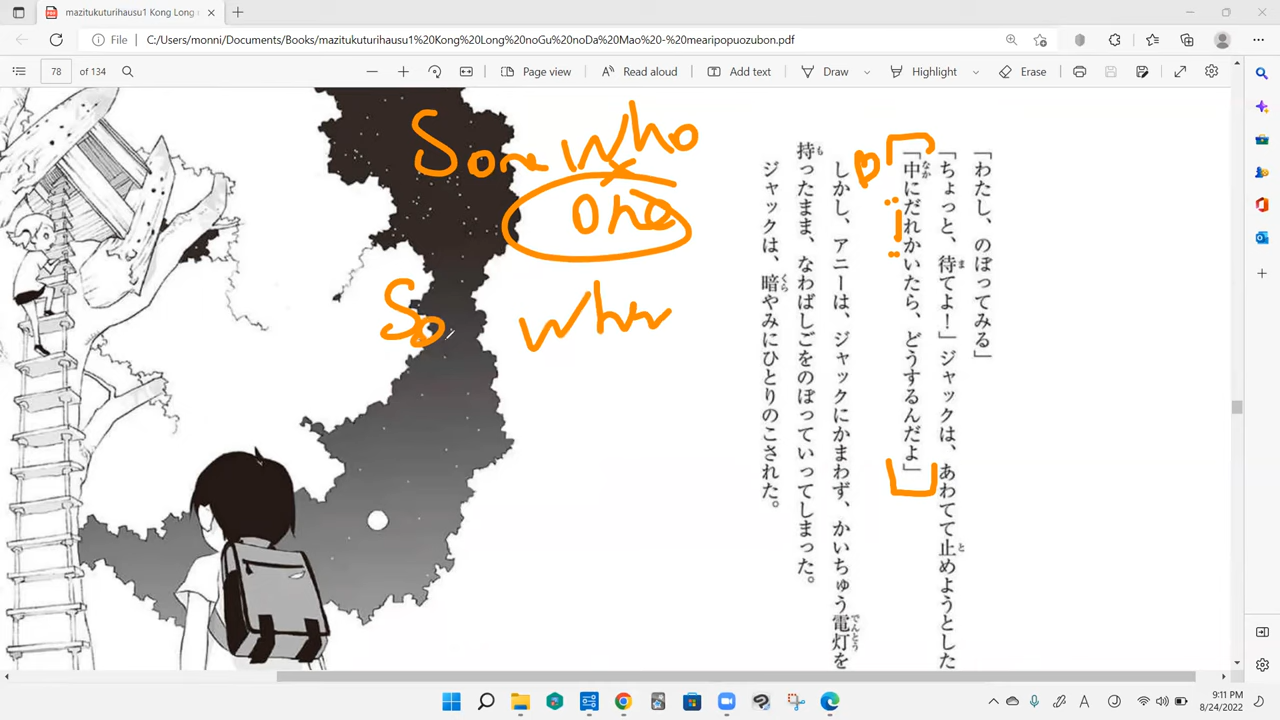 mazitukuturihausu1 Kong Long
File
C:/Users/monni/Documents/Books/mazitukuturihausu1%20Kong%20Long%20noGu%20noDa%20Mao%20-%20mearipopuozubon.pdf
78 of 134
Page view
Read aloud
Add text
Draw
Highlight
Erase
Some who
one
So when
「わたし、のぼってみる」
「ちょっと、待てよ！」ジャックは、あわてて止めようとした
「中にだれかいたら、どうするんだよ」
しかし、アニーは、ジャックにかまわず、かいちゅう電灯を
持ったまま、なわばしごをのぼっていってしまった。
ジャックは、暗やみにひとりのこされた。
9:11 PM
8/24/2022